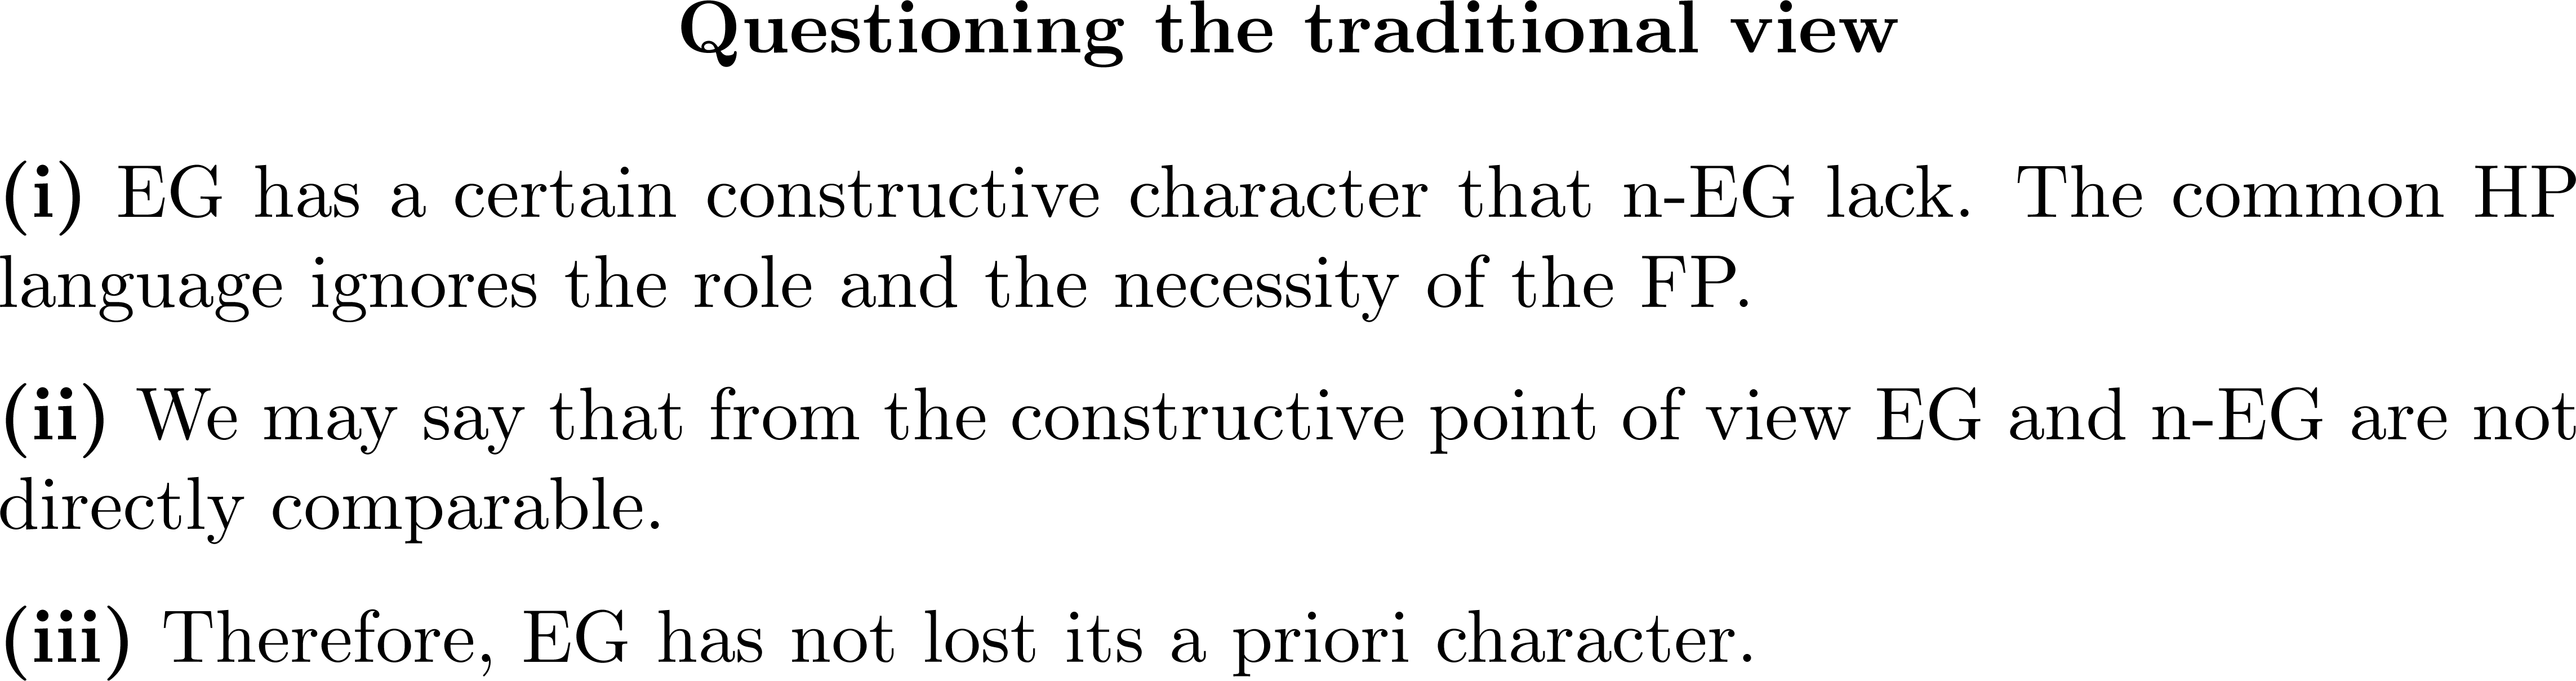 Questioning the traditional view
(i) EG has a certain constructive character that n-EG lack. The common HP
language ignores the role and the necessity of the FP.
(ii) We may say that from the constructive point of view EG and n-EG are not
directly comparable.
(iii) Therefore, EG has not lost its a priori character.